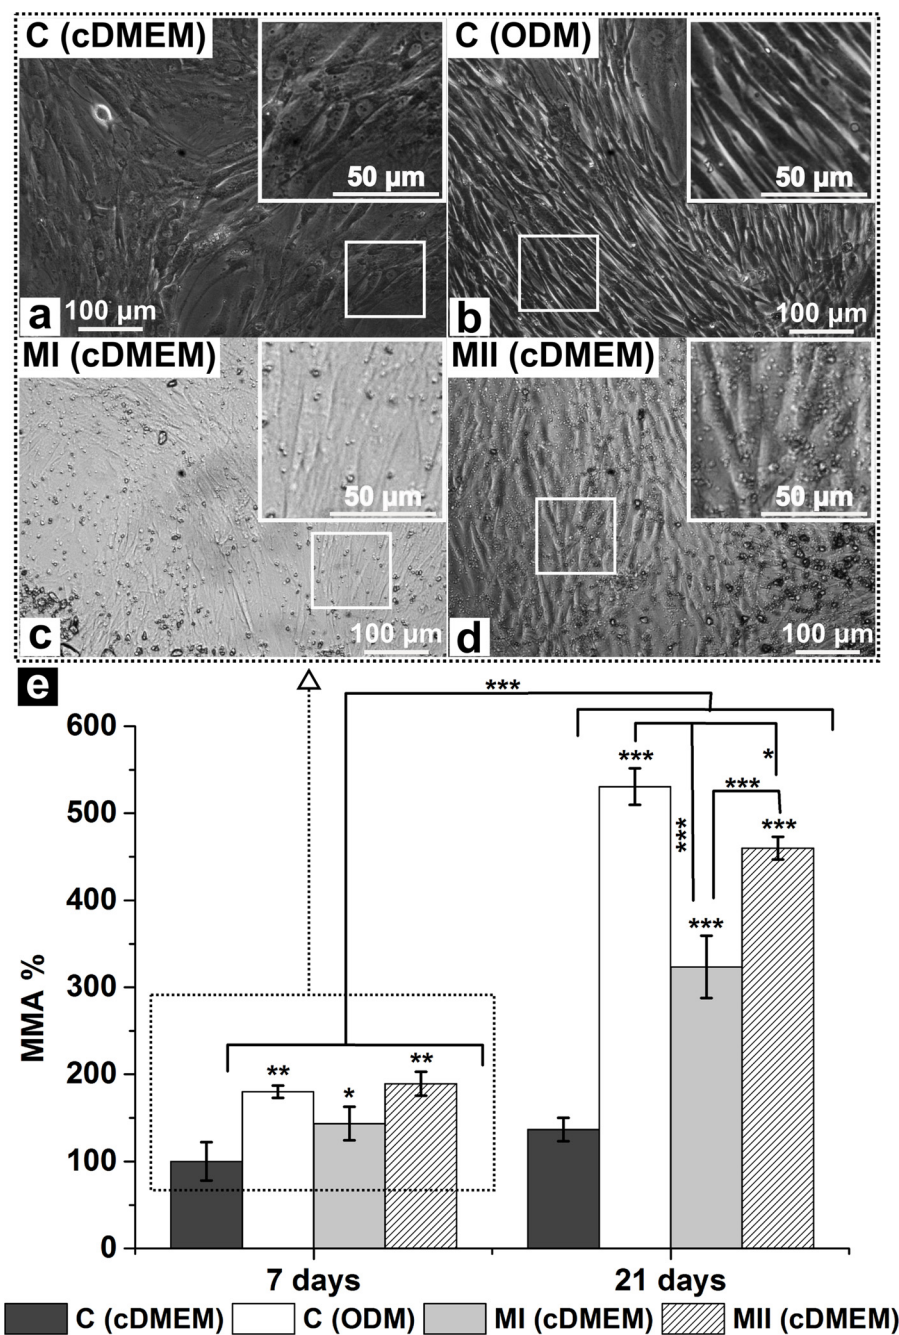 C (cDMEM)
50 µm
a
100 µm
C (ODM)
50 µm
b
100 µm
MI (cDMEM)
50 µm
c
100 µm
MII (cDMEM)
50 µm
d
100 µm
e
***
600
***
*
***
500
***
***
400
***
300
MMA %
200
**
*
**
100
0
7 days
21 days
C (cDMEM)
C (ODM)
MI (cDMEM)
MII (cDMEM)